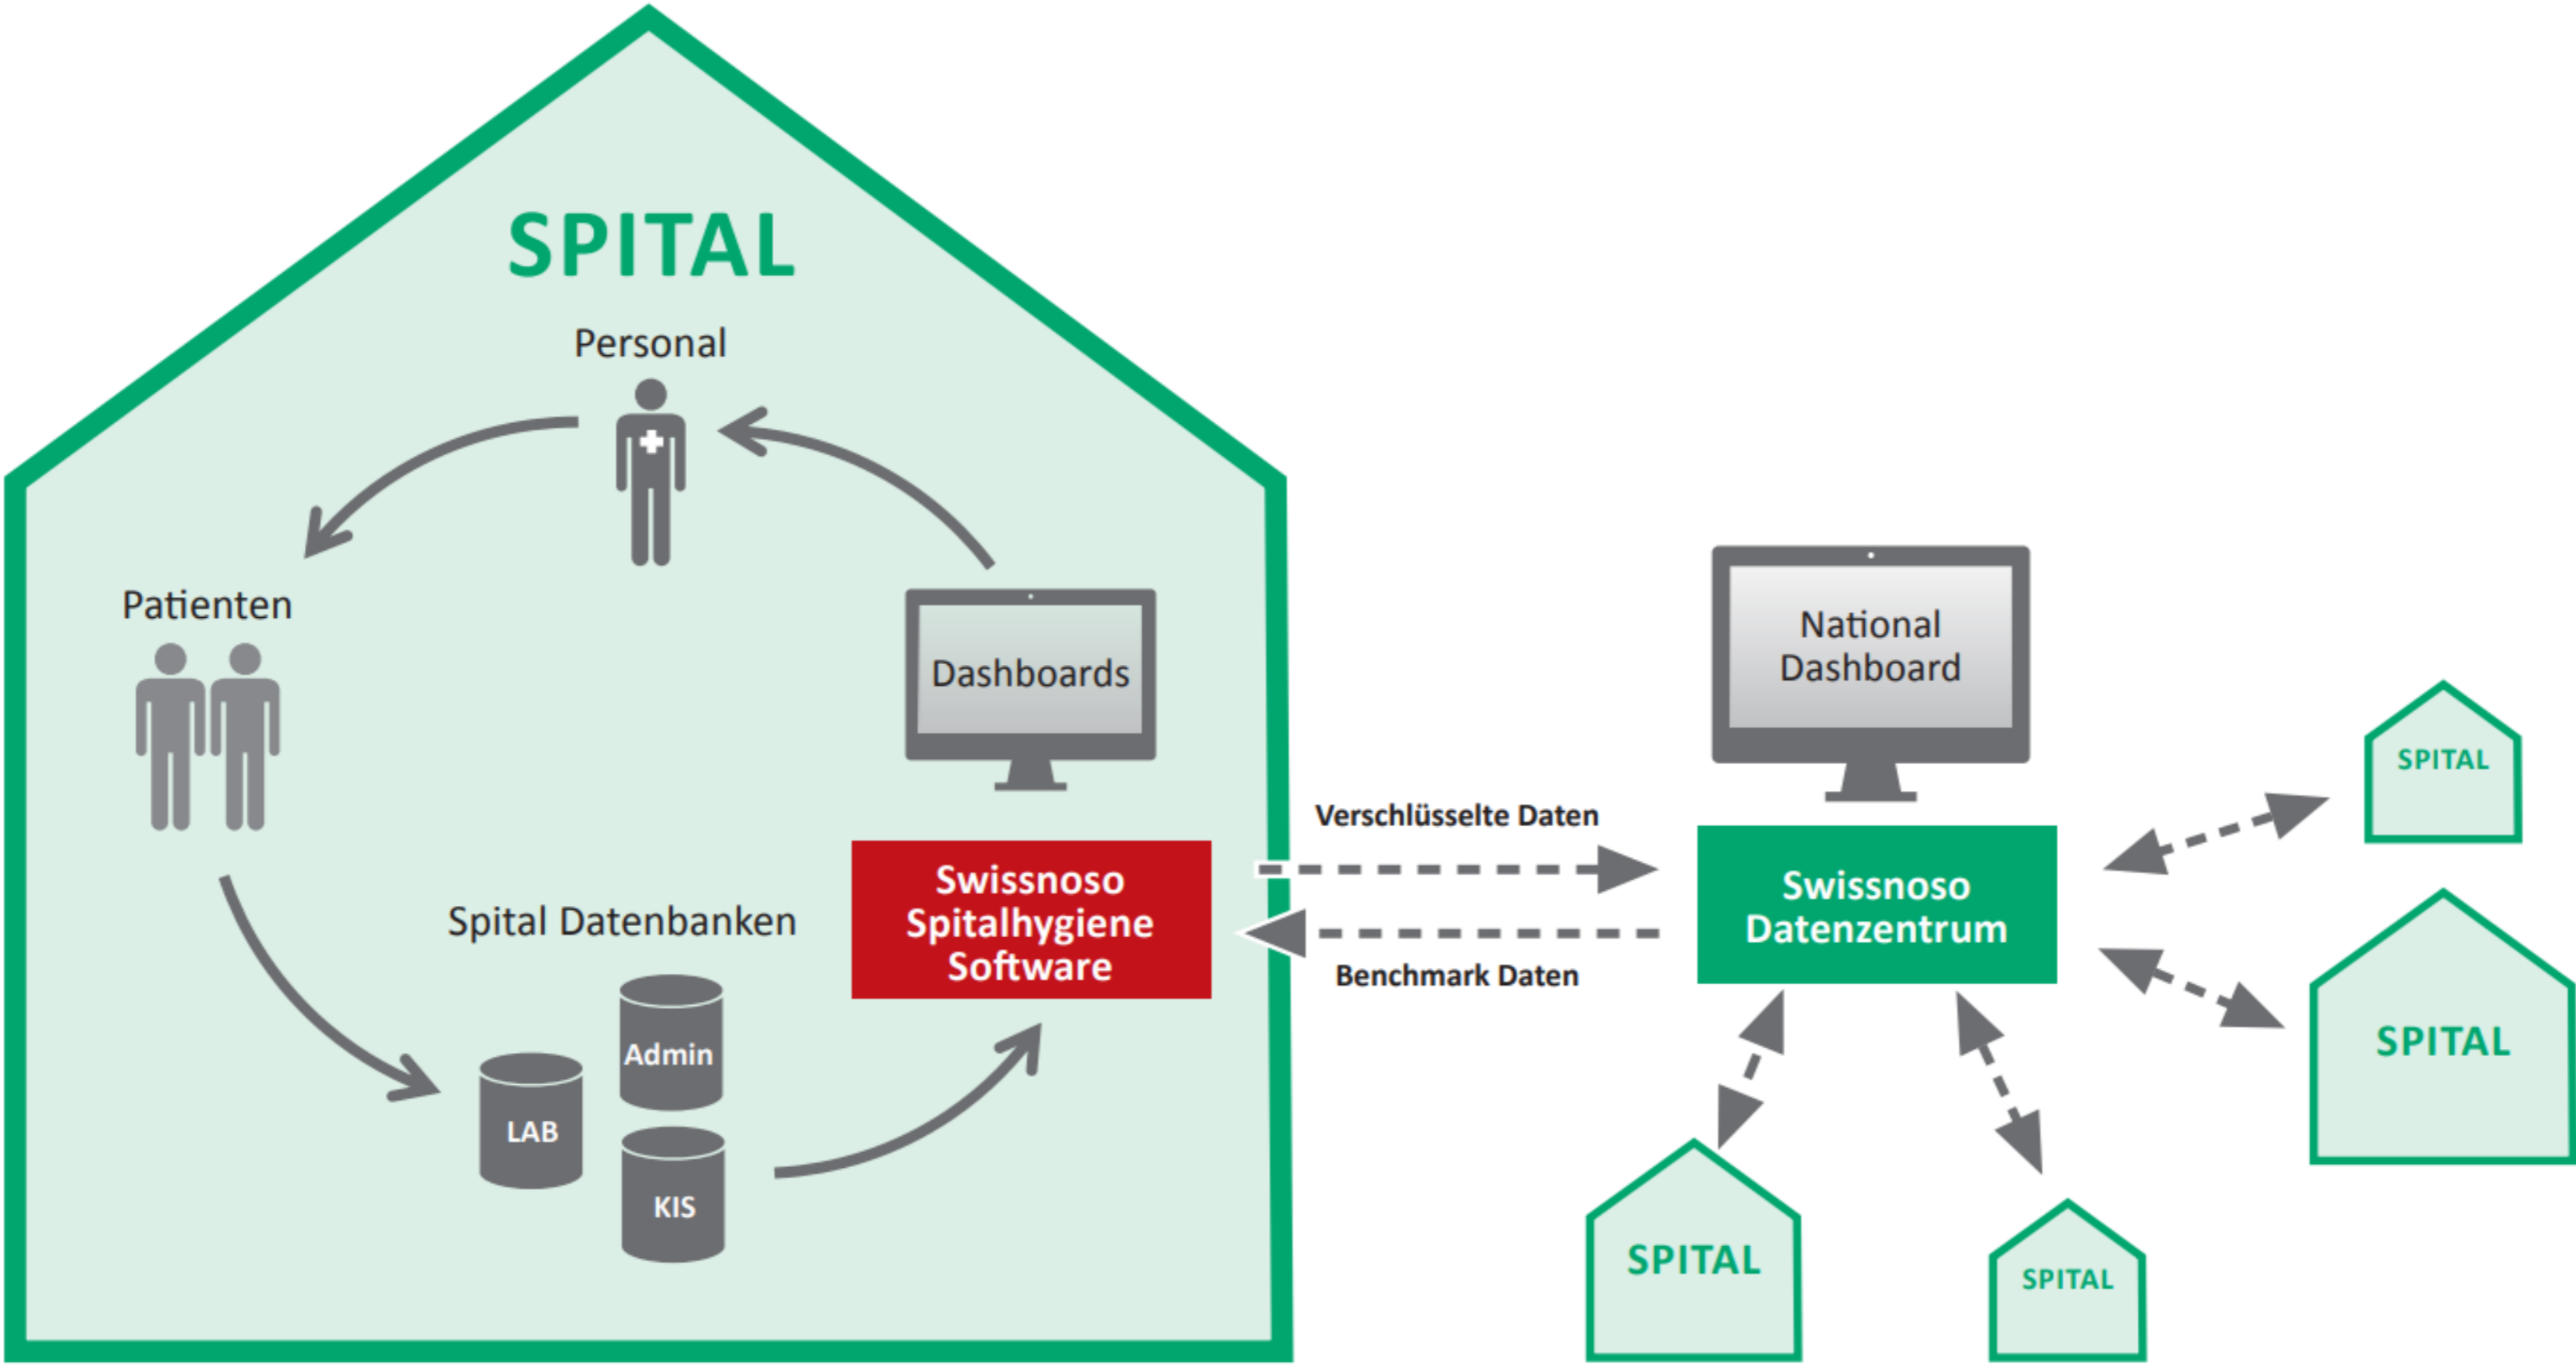 SPITAL
Personal
Patienten
Dashboards
Spital Datenbanken
Swissnoso
Spitalhygiene
Software
Admin
LAB
KIS
Verschlüsselte Daten
Benchmark Daten
National
Dashboard
Swissnoso
Datenzentrum
SPITAL
SPITAL
SPITAL
SPITAL